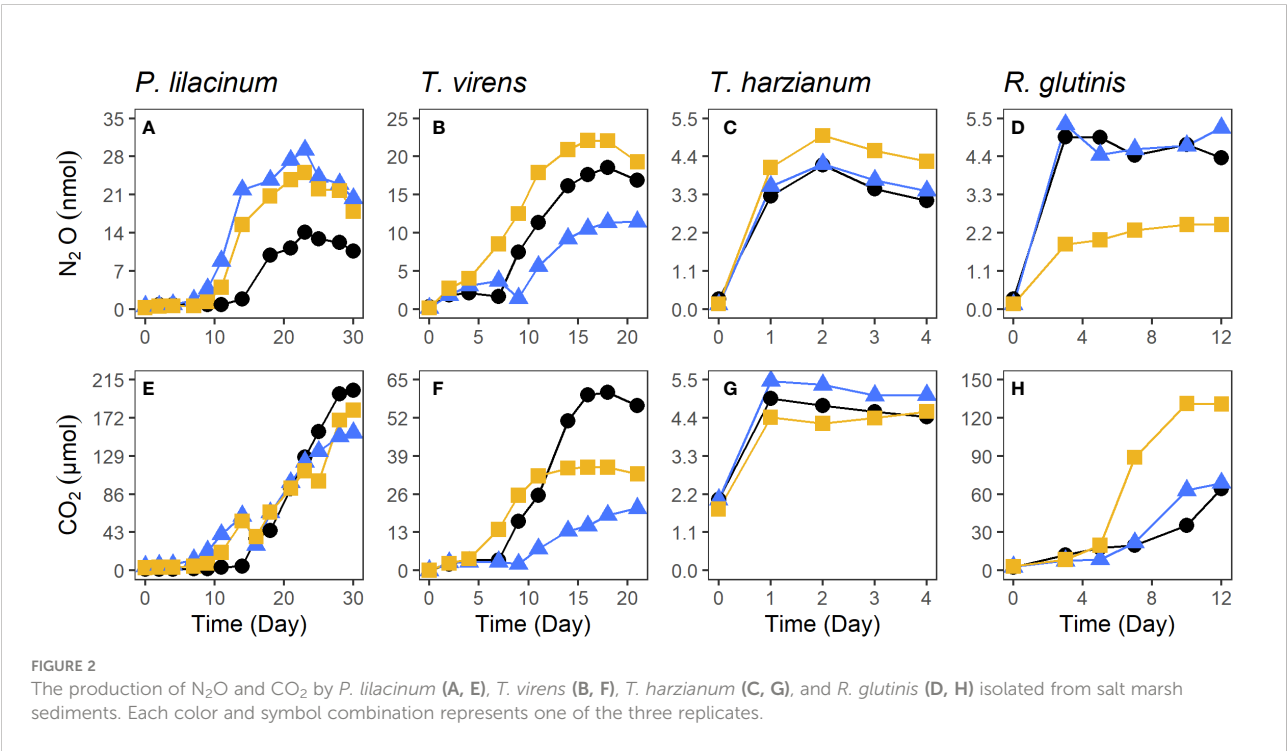 P. lilacinum T. virens T. harzianum R. glutinis
A B C D
N2 O (nmol)
35 28 21 14 7 0
0 10 20 30
25 20 15 10 5 0
0 5 10 15 20
5.5 4.4 3.3 2.2 1.1 0.0
0 1 2 3 4
5.5 4.4 3.3 2.2 1.1 0.0
0 4 8 12
E F G H
CO2 (µmol)
215 172 129 86 43 0
0 10 20 30
65 52 39 26 13 0
0 5 10 15 20
5.5 4.4 3.3 2.2 1.1 0.0
0 1 2 3 4
150 120 90 60 30 0
0 4 8 12
Time (Day) Time (Day) Time (Day) Time (Day)
FIGURE 2
The production of N2O and CO2 by P. lilacinum (A, E), T. virens (B, F), T. harzianum (C, G), and R. glutinis (D, H) isolated from salt marsh
sediments. Each color and symbol combination represents one of the three replicates.